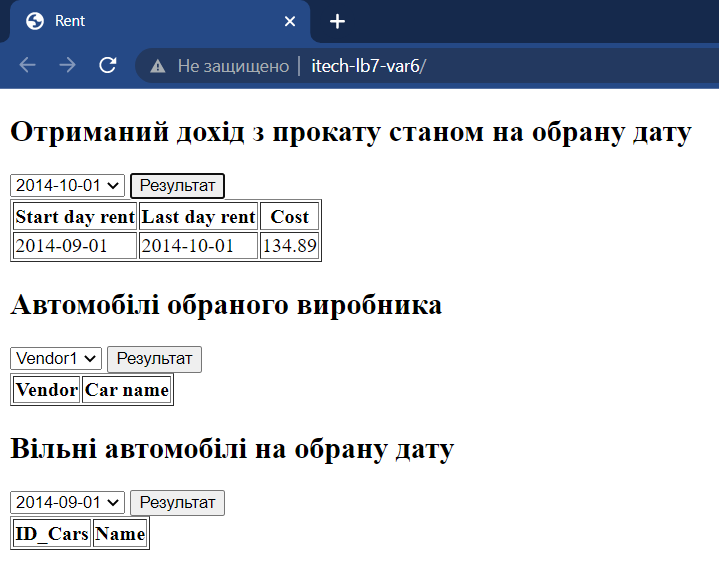 Rent
Не защищено | itech-lb7-var6/
Отриманий дохід з прокату станом на обрану дату
2014-10-01 Результат
Start day rent Last day rent Cost
2014-09-01 2014-10-01 134.89
Автомобілі обраного виробника
Vendor1 Результат
Vendor Car name
Вільні автомобілі на обрану дату
2014-09-01 Результат
ID_Cars Name